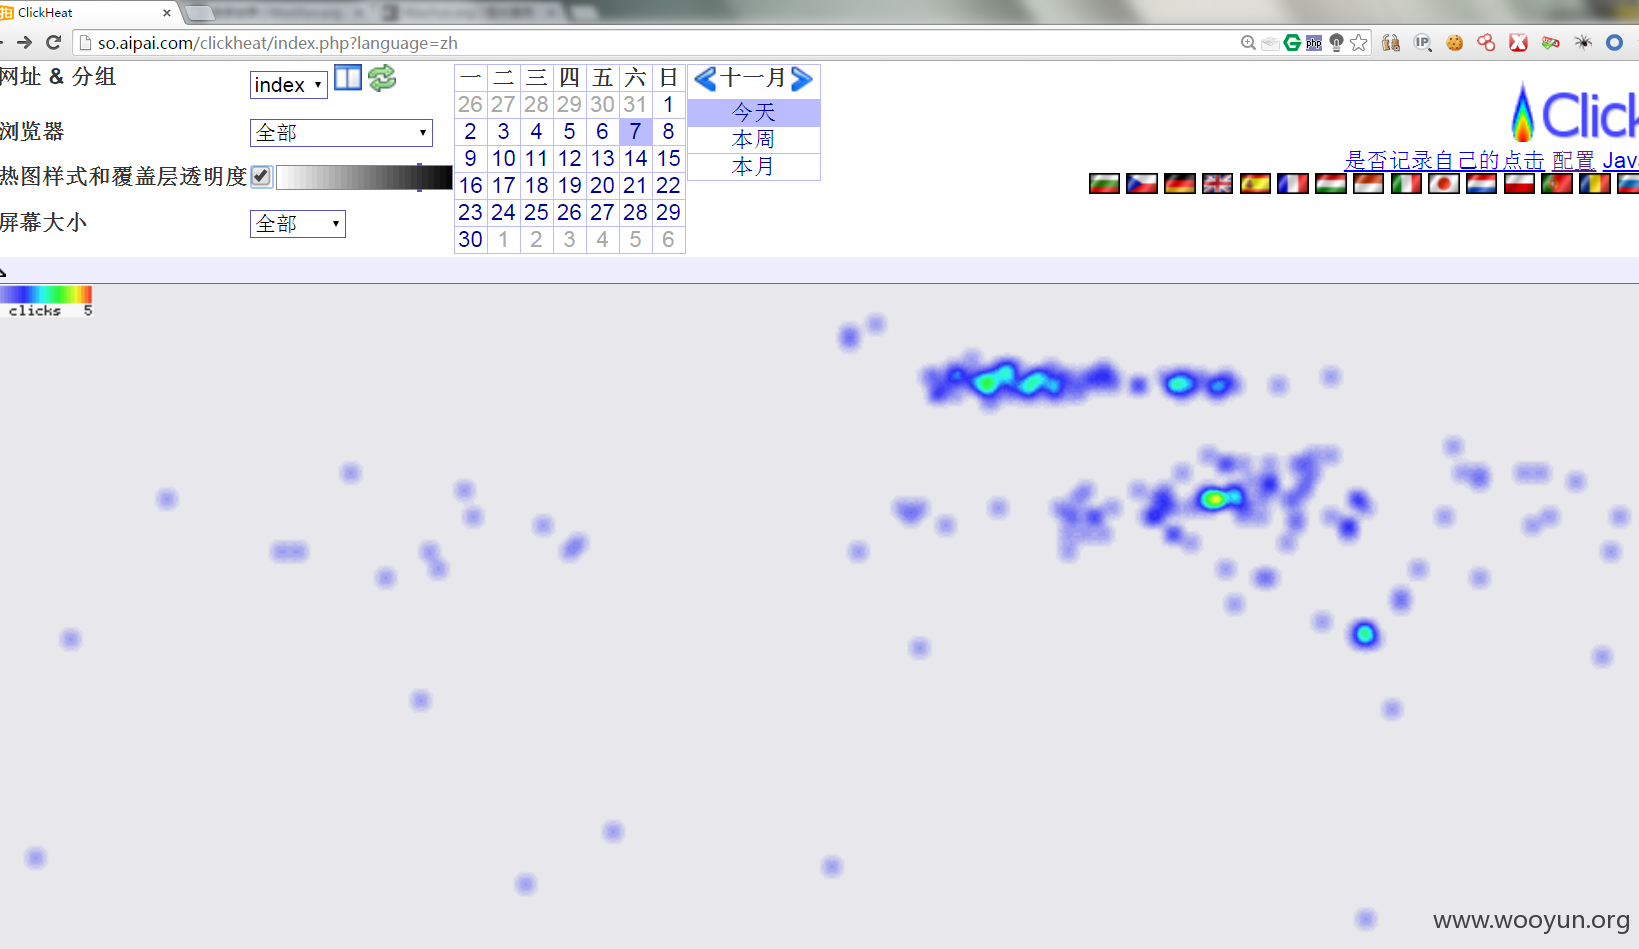 ClickHeat
so.aipai.com/clickheat/index.php?language=zh
网址 & 分组
index
浏览器
全部
热图样式和覆盖层透明度
屏幕大小
全部
一 二 三 四 五 六 日
26 27 28 29 30 31 1
2 3 4 5 6 7 8
9 10 11 12 13 14 15
16 17 18 19 20 21 22
23 24 25 26 27 28 29
30 1 2 3 4 5 6
十一月
今天
本周
本月
Click
是否记录自己的点击 配置 Java
clicks 5
www.wooyun.org